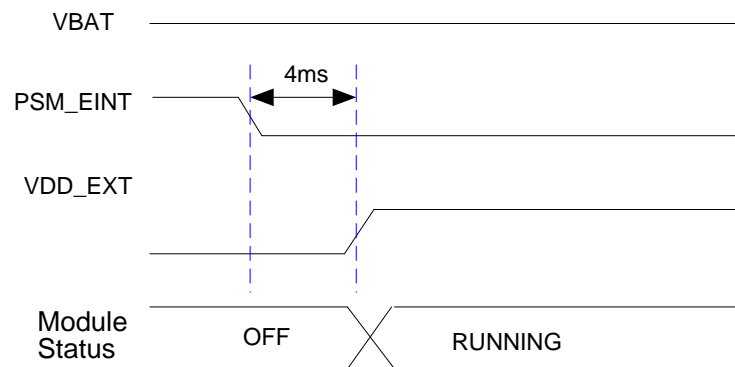 VBAT
4ms
PSM_EINT
VDD_EXT
Module
Status
OFF
RUNNING